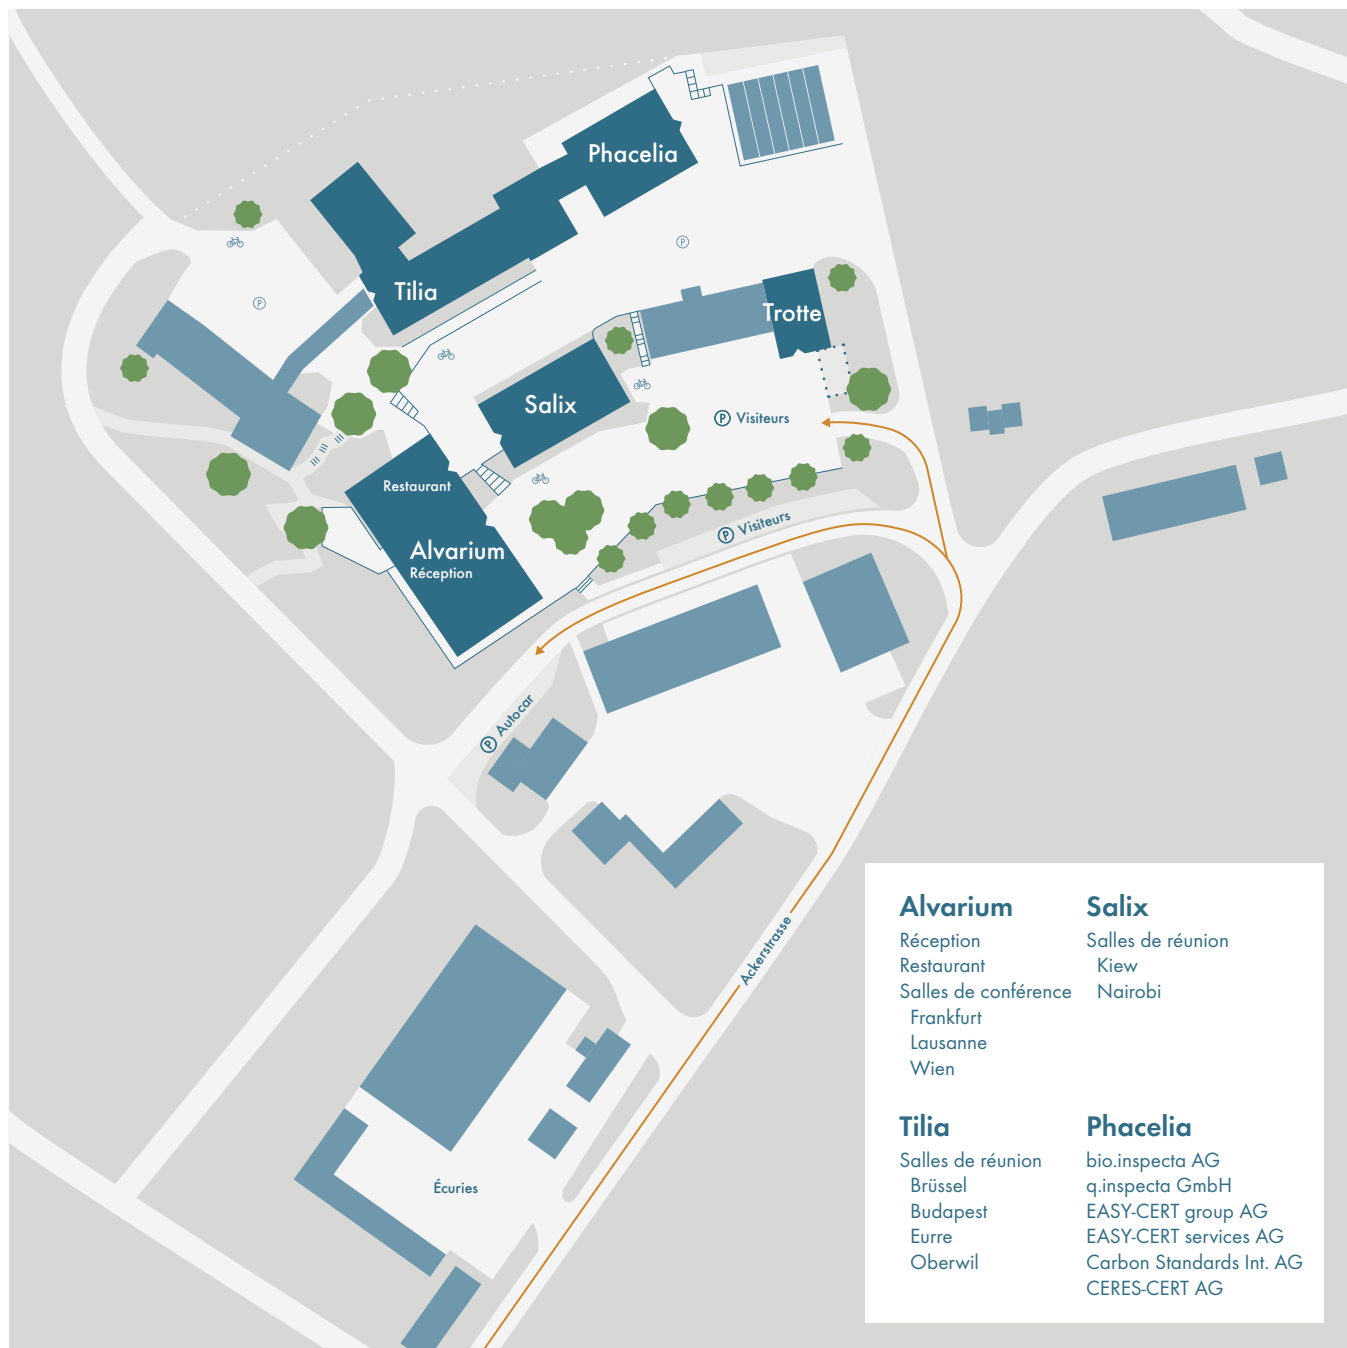 Phacelia
P
Tilia
P
Trotte
Salix
P Visiteurs
Restaurant
P Visiteurs
Alvarium
Réception
P Autocar
Ackerstrasse
Écuries
Alvarium
Réception
Restaurant
Salles de conférence
Frankfurt
Lausanne
Wien
Salix
Salles de réunion
Kiew
Nairobi
Tilia
Salles de réunion
Brüssel
Budapest
Eurre
Oberwil
Phacelia
bio.inspecta AG
q.inspecta GmbH
EASY-CERT group AG
EASY-CERT services AG
Carbon Standards Int. AG
CERES-CERT AG